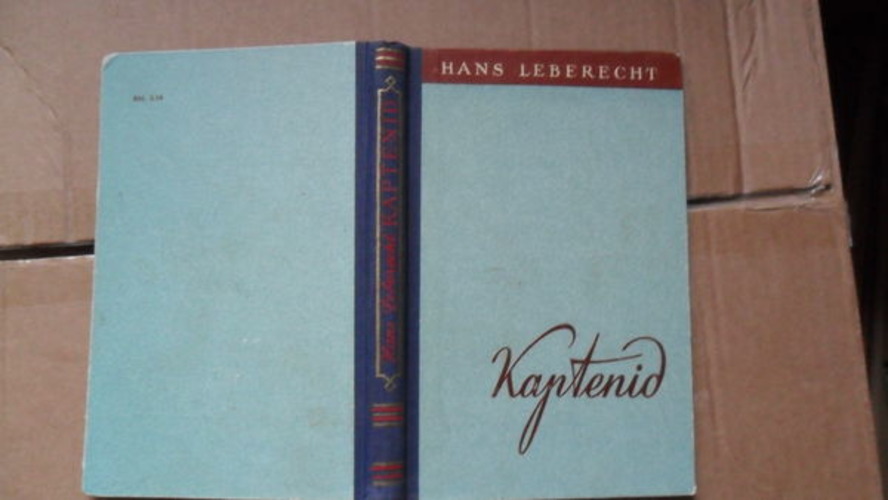 HANS LEBERECHT
Kaptenid
Hans Leberecht KAPTENID